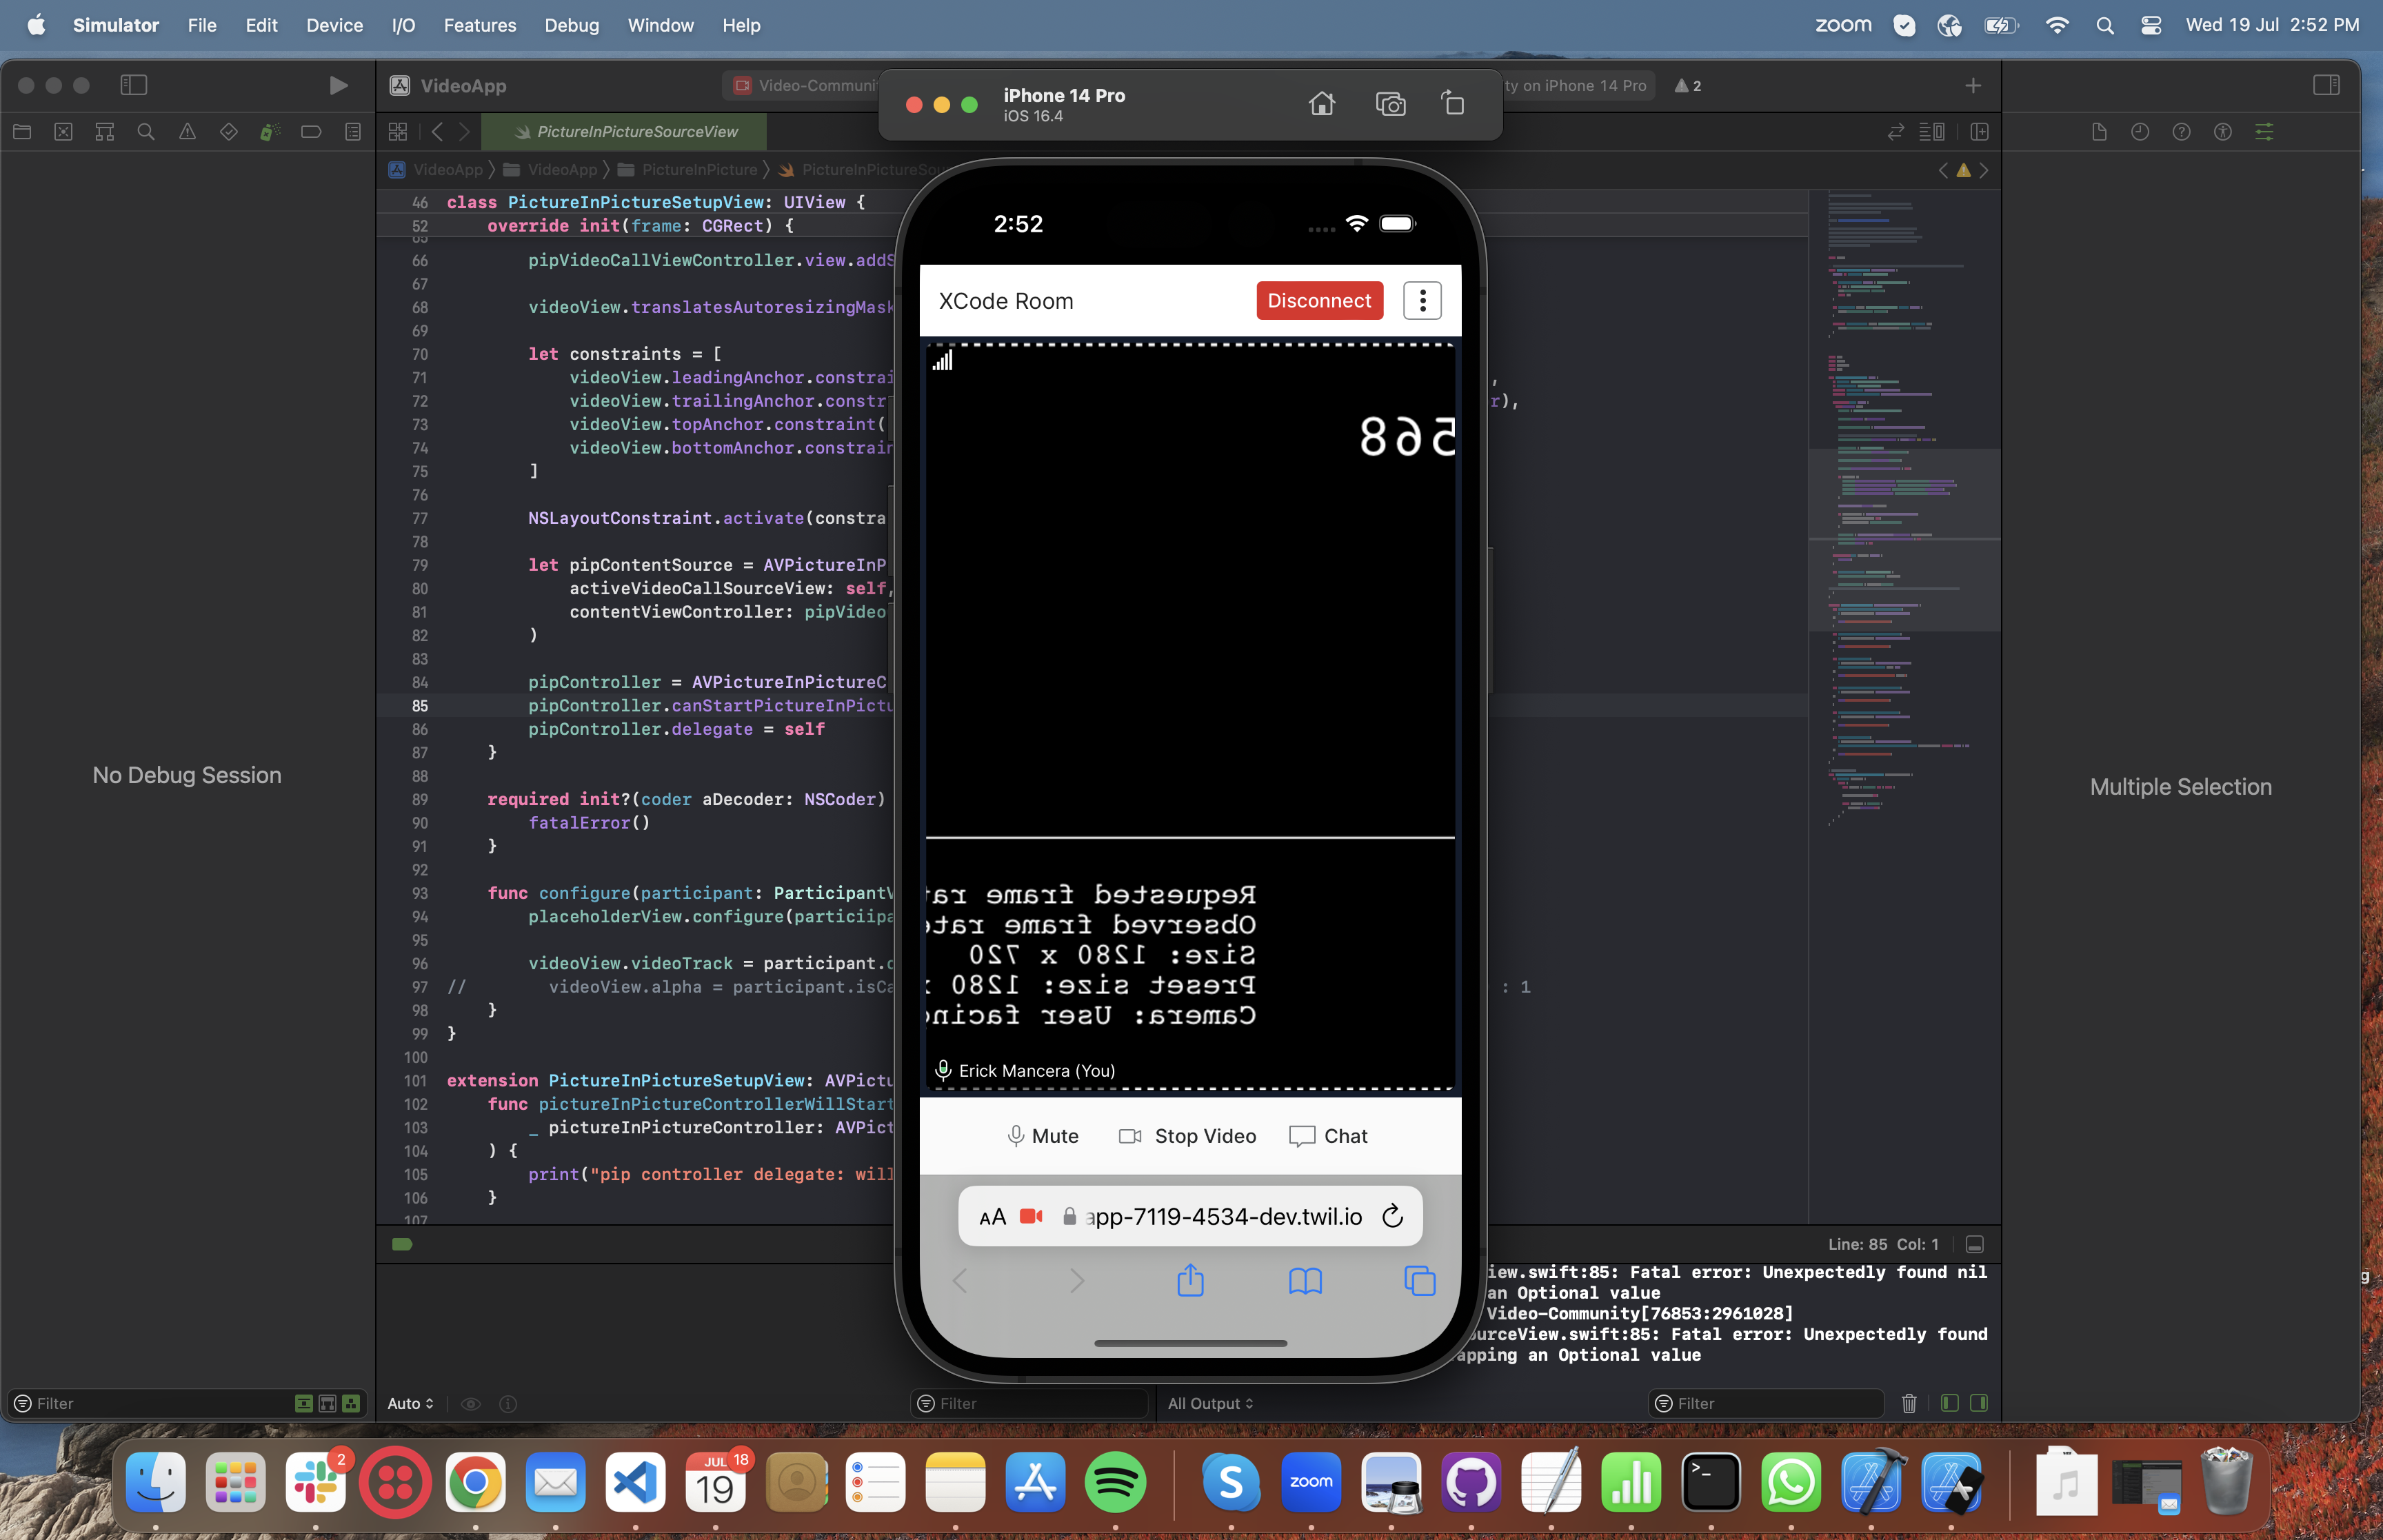 Simulator File Edit Device I/O Features Debug Window Help
zoom Wed 19 Jul 2:52 PM
VideoApp
Video-Communi
ty on iPhone 14 Pro
2
iPhone 14 Pro
iOS 16.4
PictureInPictureSourceView
VideoApp VideoApp PictureInPicture PictureInPictureSou
46 class PictureInPictureSetupView: UIView {
52 override init(frame: CGRect) {
66 pipVideoCallViewController.view.addS
67
68 videoView.translatesAutoresizingMask
69
70 let constraints = [
71 videoView.leadingAnchor.constrai ,
72 videoView.trailingAnchor.constr r),
73 videoView.topAnchor.constraint(
74 videoView.bottomAnchor.constrain
75 ]
76
77 NSLayoutConstraint.activate(constra
78
79 let pipContentSource = AVPictureInP
80 activeVideoCallSourceView: self,
81 contentViewController: pipVideo
82 )
83
84 pipController = AVPictureInPictureC
85 pipController.canStartPictureInPictu
86 pipController.delegate = self
87 }
88
89 required init?(coder aDecoder: NSCoder)
90 fatalError()
91 }
92
93 func configure(participant: ParticipantV
94 placeholderView.configure(particiipa
95
96 videoView.videoTrack = participant.c
97 // videoView.alpha = participant.isCa : 1
98 }
99 }
100
101 extension PictureInPictureSetupView: AVPictu
102 func pictureInPictureControllerWillStart
103 _ pictureInPictureController: AVPict
104 ) {
105 print("pip controller delegate: will
106 }
107
No Debug Session
Multiple Selection
2:52
XCode Room
Disconnect
568
Requested frame rat
Observed frame rate
Size: 1280 x 720
Preset size: 1280 x
Camera: User facing
Erick Mancera (You)
Mute Stop Video Chat
AA app-7119-4534-dev.twil.io
Line: 85 Col: 1
iew.swift:85: Fatal error: Unexpectedly found nil
an Optional value
Video-Community[76853:2961028]
ourceView.swift:85: Fatal error: Unexpectedly found
apping an Optional value
Filter
Auto
Filter
All Output
Filter
2
JUL 18
19
zoom